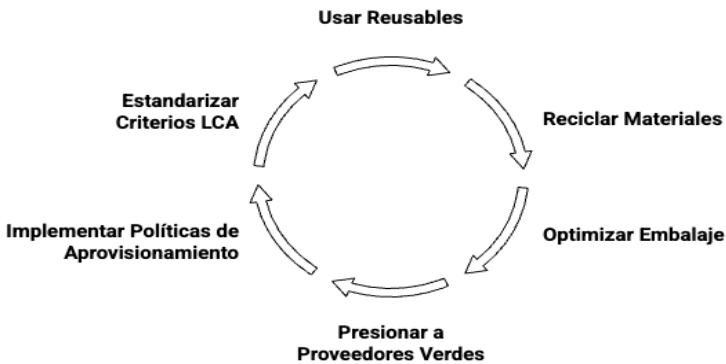 Usar Reusables
Reciclar Materiales
Optimizar Embalaje
Presionar a
Proveedores Verdes
Implementar Políticas de
Aprovisionamiento
Estandarizar
Criterios LCA